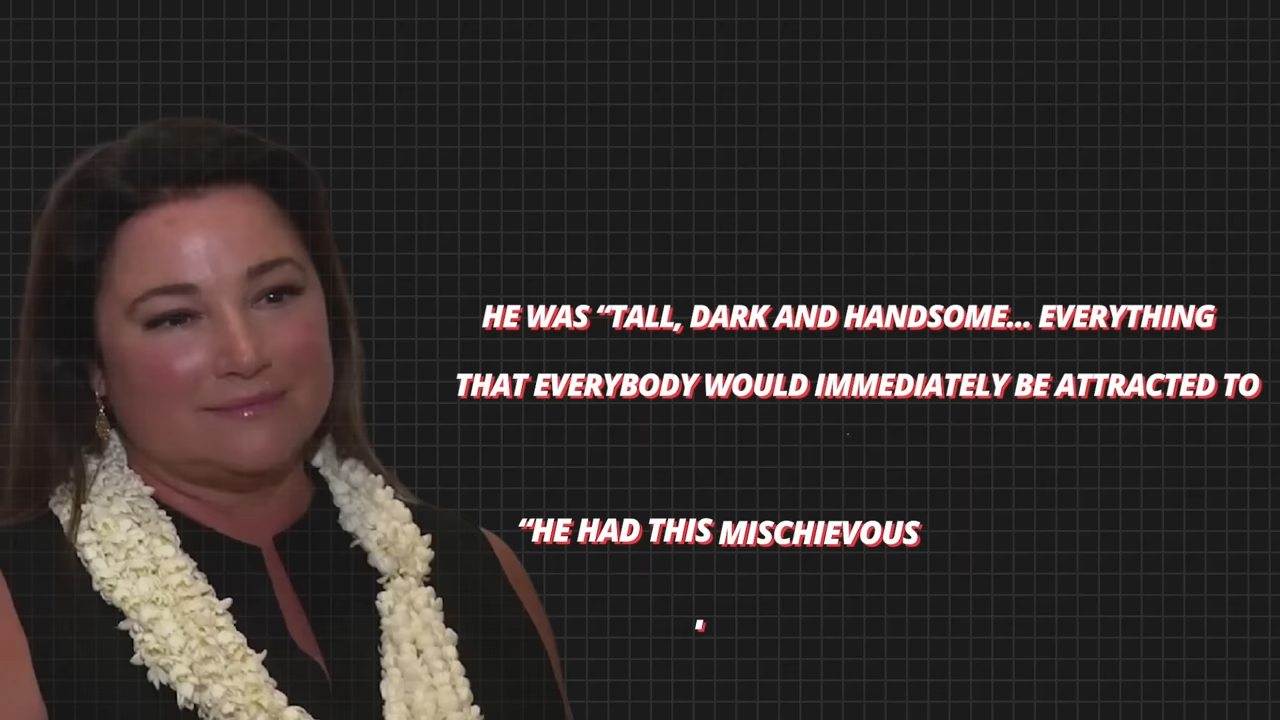 HE WAS “TALL, DARK AND HANDSOME... EVERYTHING
THAT EVERYBODY WOULD IMMEDIATELY BE ATTRACTED TO
“HE HAD THIS MISCHIEVOUS
.